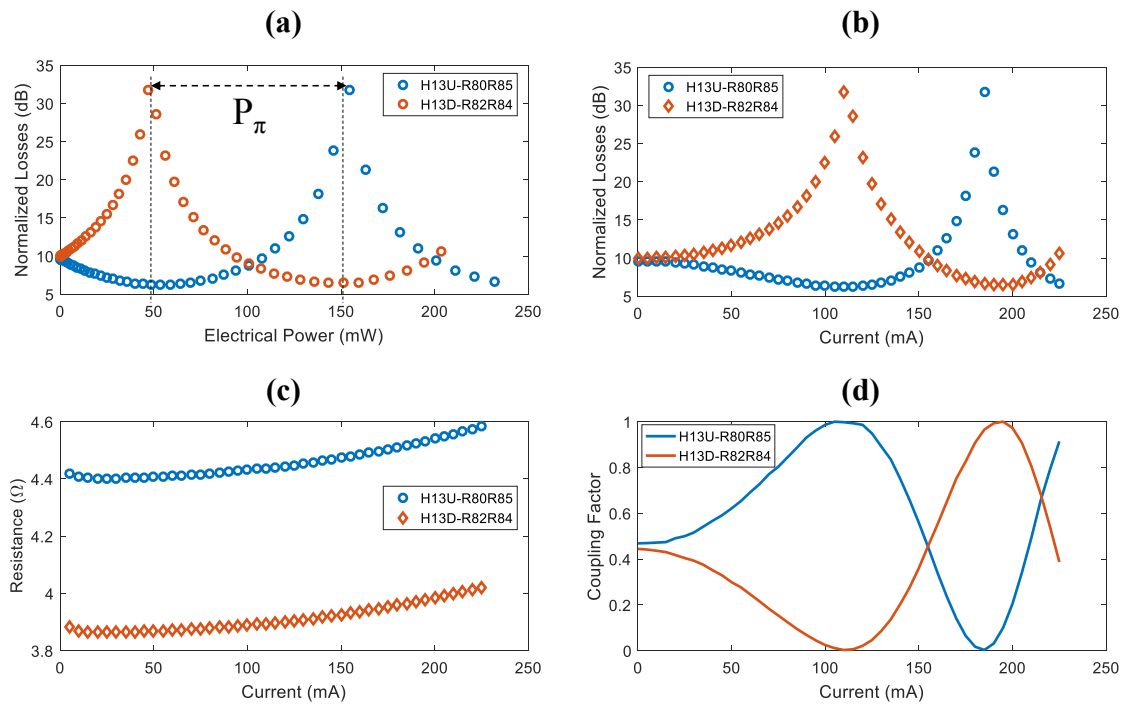 (a)
35
30
25
20
15
10
5
Normalized Losses (dB)
P_π
H13U-R80R85
H13D-R82R84
0
50
100
150
200
250
Electrical Power (mW)
(b)
35
30
25
20
15
10
5
Normalized Losses (dB)
H13U-R80R85
H13D-R82R84
0
50
100
150
200
250
Current (mA)
(c)
4.6
4.4
4.2
4
3.8
Resistance (Ω)
H13U-R80R85
H13D-R82R84
0
50
100
150
200
250
Current (mA)
(d)
1
0.8
0.6
0.4
0.2
0
Coupling Factor
H13U-R80R85
H13D-R82R84
0
50
100
150
200
250
Current (mA)